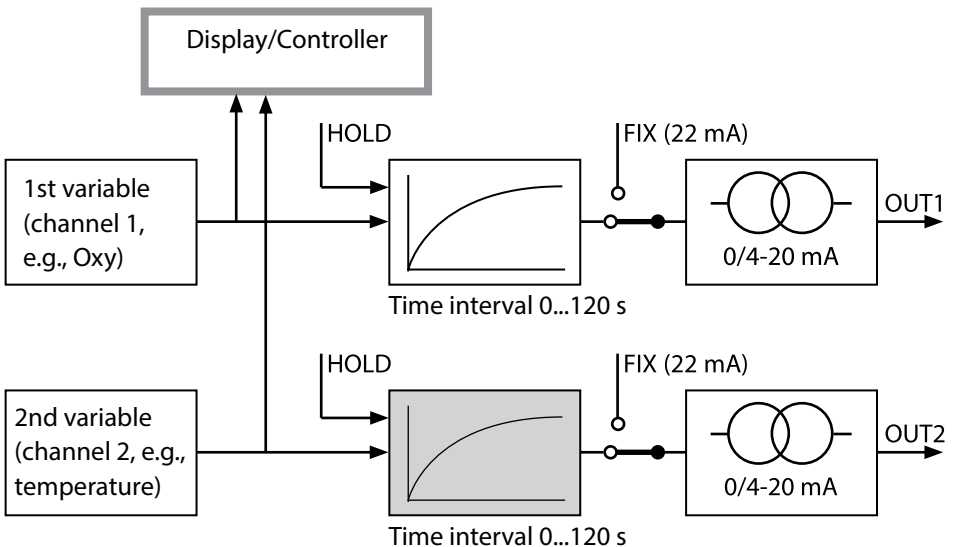 Display/Controller
HOLD
FIX (22 mA)
1st variable
(channel 1,
e.g., Oxy)
OUT1
0/4-20 mA
Time interval 0...120 s
HOLD
FIX (22 mA)
2nd variable
(channel 2, e.g.,
temperature)
OUT2
0/4-20 mA
Time interval 0...120 s